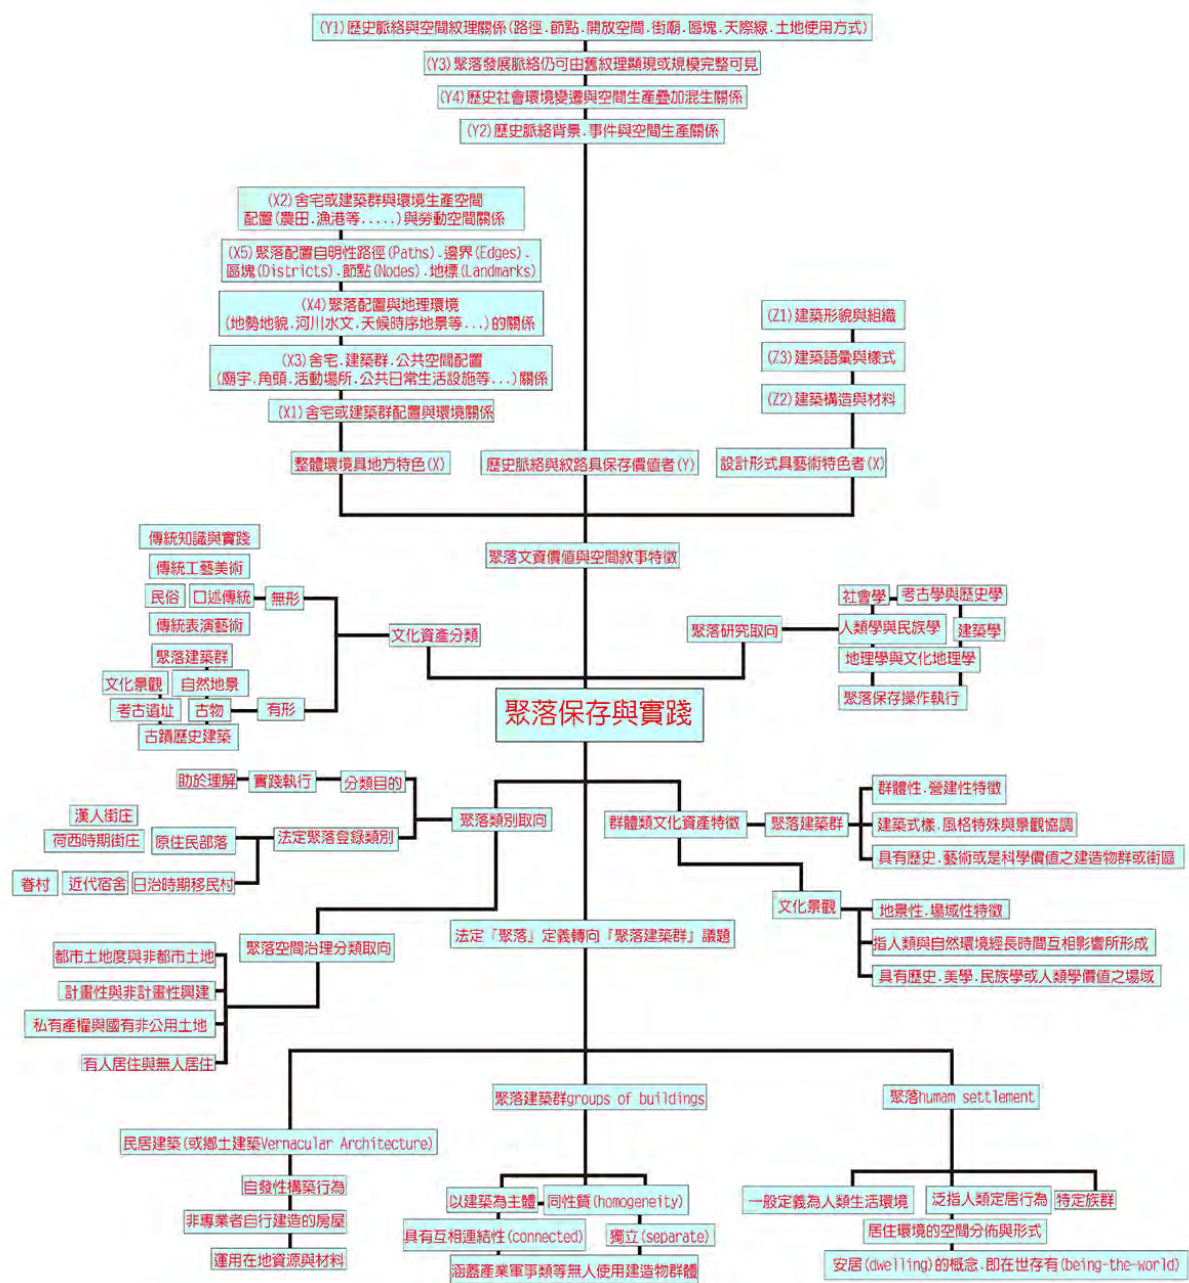 (Y1)歷史脈絡與空間紋理關係(路徑.節點.開放空間.街廟.區塊.天際線.土地使用方式)
(Y3)聚落發展脈絡仍可由舊紋理顯現或規模完整可見
(Y4)歷史社會環境變遷與空間生產疊加混生關係
(Y2)歷史脈絡背景.事件與空間生產關係
(X2)舍宅或建築群與環境生產空間
配置(農田.漁港等.....)與勞動空間關係
(X5)聚落配置自明性路徑(Paths).邊界(Edges).
區塊(Districts).節點(Nodes).地標(Landmarks)
(X4)聚落配置與地理環境
(地勢地貌.河川水文.天候時序地景等...)的關係
(X3)舍宅.建築群.公共空間配置
(廟宇.角頭.活動場所.公共日常生活設施等...)關係
(X1)舍宅或建築群配置與環境關係
(Z1)建築形貌與組織
(Z3)建築語彙與樣式
(Z2)建築構造與材料
整體環境具地方特色(X)
歷史脈絡與紋路具保存價值者(Y)
設計形式具藝術特色者(X)
聚落文資價值與空間敘事特徵
傳統知識與實踐
傳統工藝美術
民俗
口述傳統
無形
傳統表演藝術
文化資產分類
聚落建築群
文化景觀
自然地景
考古遺址
古物
有形
古蹟歷史建築
聚落研究取向
社會學
考古學與歷史學
人類學與民族學
建築學
地理學與文化地理學
聚落保存操作執行
聚落保存與實踐
助於理解
實踐執行
分類目的
聚落類別取向
漢人街庄
荷西時期街庄
原住民部落
法定聚落登錄類別
眷村
近代宿舍
日治時期移民村
群體類文化資產特徵
聚落建築群
群體性.營建性特徵
建築式樣.風格特殊與景觀協調
具有歷史.藝術或是科學價值之建造物群或街區
文化景觀
地景性.場域性特徵
指人類與自然環境經長時間互相影響所形成
具有歷史.美學.民族學或人類學價值之場域
聚落空間治理分類取向
都市土地度與非都市土地
計畫性與非計畫性興建
私有產權與國有非公用土地
有人居住與無人居住
法定『聚落』定義轉向『聚落建築群』議題
民居建築(或鄉土建築Vernacular Architecture)
自發性構築行為
非專業者自行建造的房屋
運用在地資源與材料
聚落建築群groups of buildings
以建築為主體
同性質(homogeneity)
具有互相連結性(connected)
獨立(separate)
涵蓋產業軍事類等無人使用建造物群體
聚落humam settlement
一般定義為人類生活環境
泛指人類定居行為
特定族群
居住環境的空間分佈與形式
安居(dwelling)的概念.即在世存有(being-the-world)